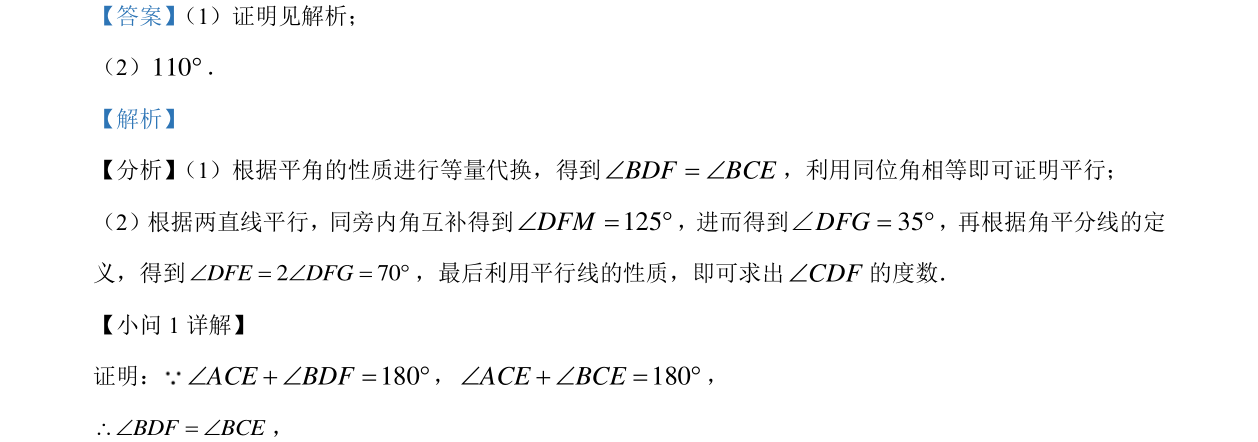 【答案】（1）证明见解析；
（2）110°．
【解析】
【分析】（1）根据平角的性质进行等量代换，得到∠BDF = ∠BCE，利用同位角相等即可证明平行；
（2）根据两直线平行，同旁内角互补得到∠DFM =125°，进而得到∠DFG = 35°，再根据角平分线的定
义，得到∠DFE = 2∠DFG = 70°，最后利用平行线的性质，即可求出∠CDF 的度数．
【小问 1 详解】
证明：∵∠ACE + ∠BDF =180°，∠ACE + ∠BCE =180°，
∴∠BDF = ∠BCE，